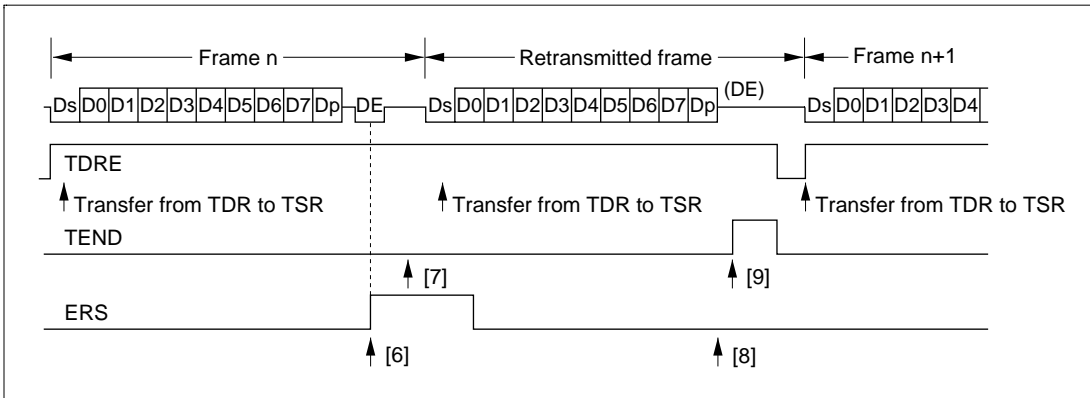 Frame n Retransmitted frame Frame n+1
Ds D0 D1 D2 D3 D4 D5 D6 D7 Dp DE Ds D0 D1 D2 D3 D4 D5 D6 D7 Dp (DE) Ds D0 D1 D2 D3 D4
TDRE
Transfer from TDR to TSR Transfer from TDR to TSR Transfer from TDR to TSR
TEND
[7] [9]
ERS
[6] [8]